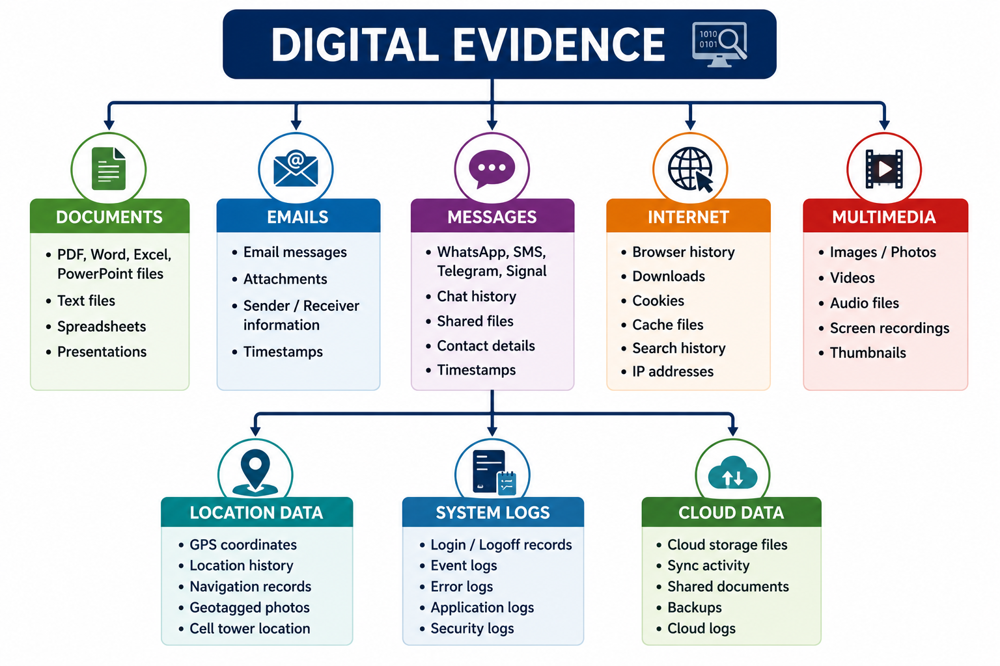 DIGITAL EVIDENCE
1010
0101
DOCUMENTS
• PDF, Word, Excel,
PowerPoint files
• Text files
• Spreadsheets
• Presentations
@
EMAILS
• Email messages
• Attachments
• Sender / Receiver
information
• Timestamps
MESSAGES
• WhatsApp, SMS,
Telegram, Signal
• Chat history
• Shared files
• Contact details
• Timestamps
INTERNET
• Browser history
• Downloads
• Cookies
• Cache files
• Search history
• IP addresses
MULTIMEDIA
• Images / Photos
• Videos
• Audio files
• Screen recordings
• Thumbnails
LOCATION DATA
• GPS coordinates
• Location history
• Navigation records
• Geotagged photos
• Cell tower location
SYSTEM LOGS
• Login / Logoff records
• Event logs
• Error logs
• Application logs
• Security logs
CLOUD DATA
• Cloud storage files
• Sync activity
• Shared documents
• Backups
• Cloud logs